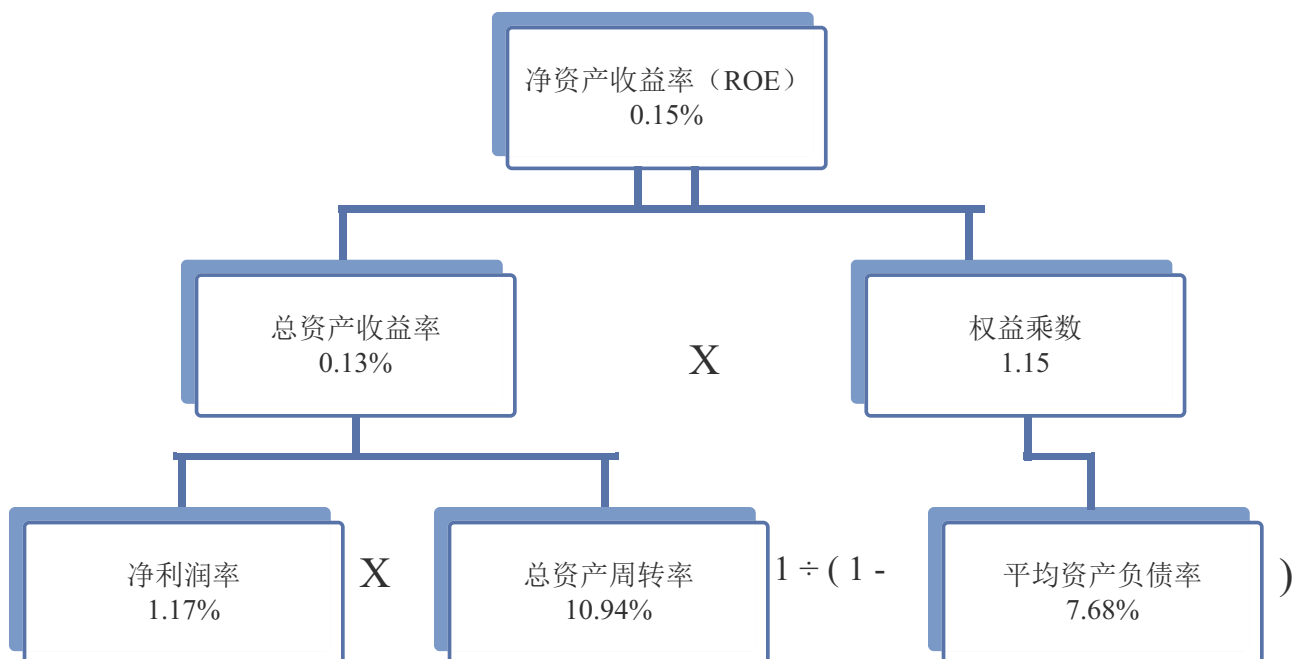 净资产收益率（ROE）
0.15%
总资产收益率
0.13%
X
权益乘数
1.15
净利润率
1.17%
X
总资产周转率
10.94%
1 ÷ ( 1 -
平均资产负债率
7.68%
)